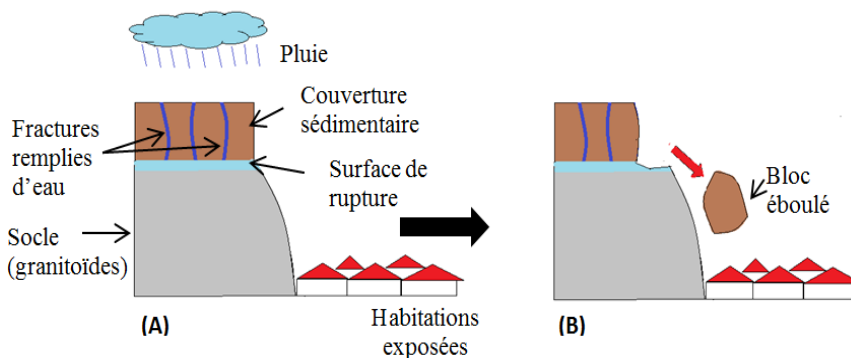 Pluie
Couverture
sédimentaire
Fractures
remplies
d'eau
Surface de
rupture
Socle
(granitoïdes)
Habitations
exposées
(A)
Bloc
éboulé
(B)